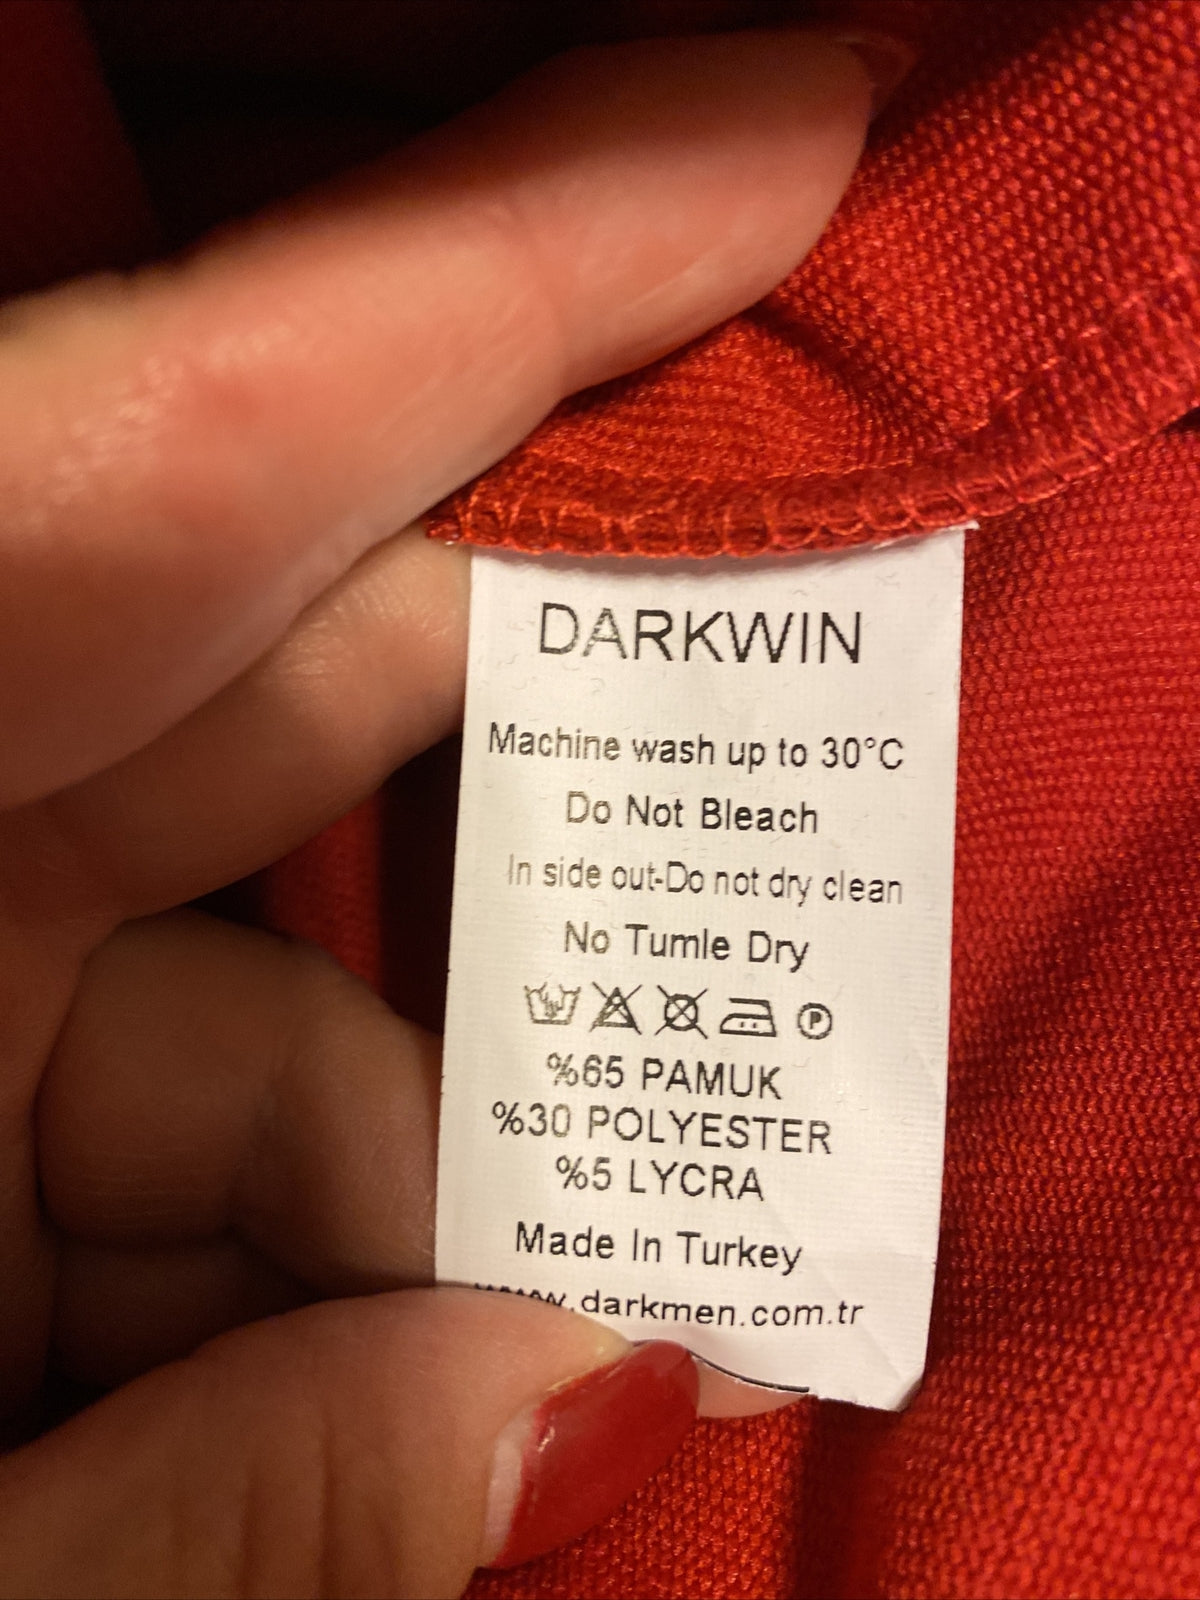 DARKWIN
Machine wash up to 30°C
Do Not Bleach
In side out-Do not dry clean
No Tumle Dry
P
%65 PAMUK
%30 POLYESTER
%5 LYCRA
Made In Turkey
www.darkmen.com.tr